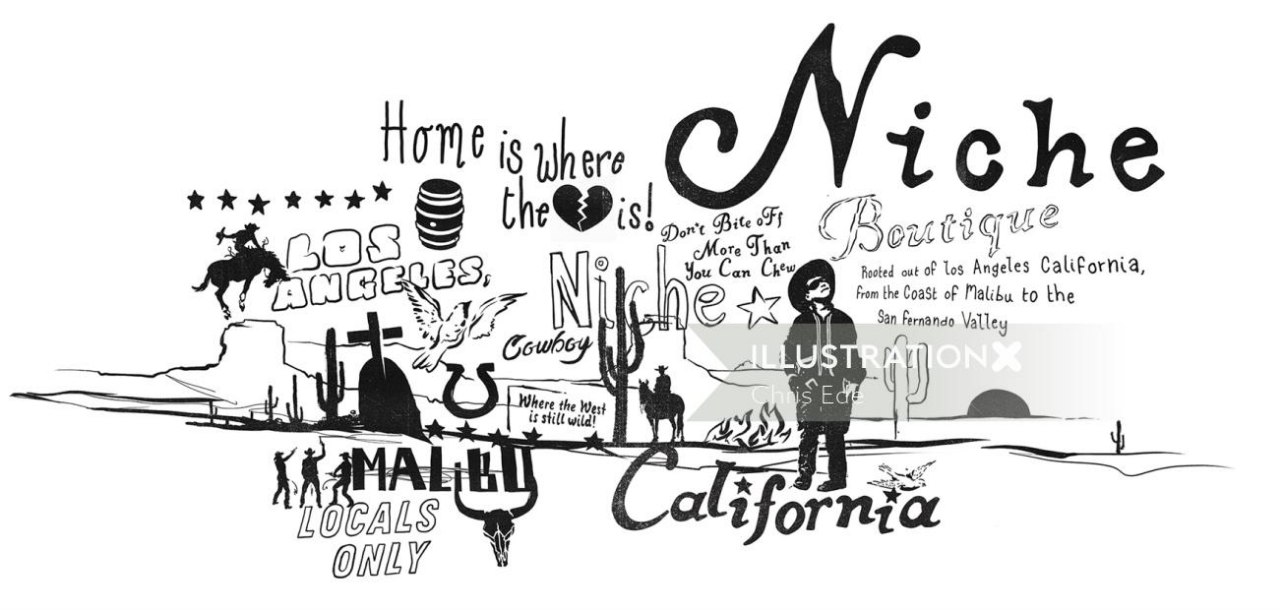 Niche
Home is where
the is!
Boutique
Don't Bite off
More Than
You Can Chew
LOS
ANGELES,
Niche
Rooted out of Los Angeles California,
from the Coast of Malibu to the
San Fernando Valley
Cowboy
ILLUSTRATIONX
Chris Ede
Where the West
is still wild!
MALiBU
California
LOCALS
ONLY